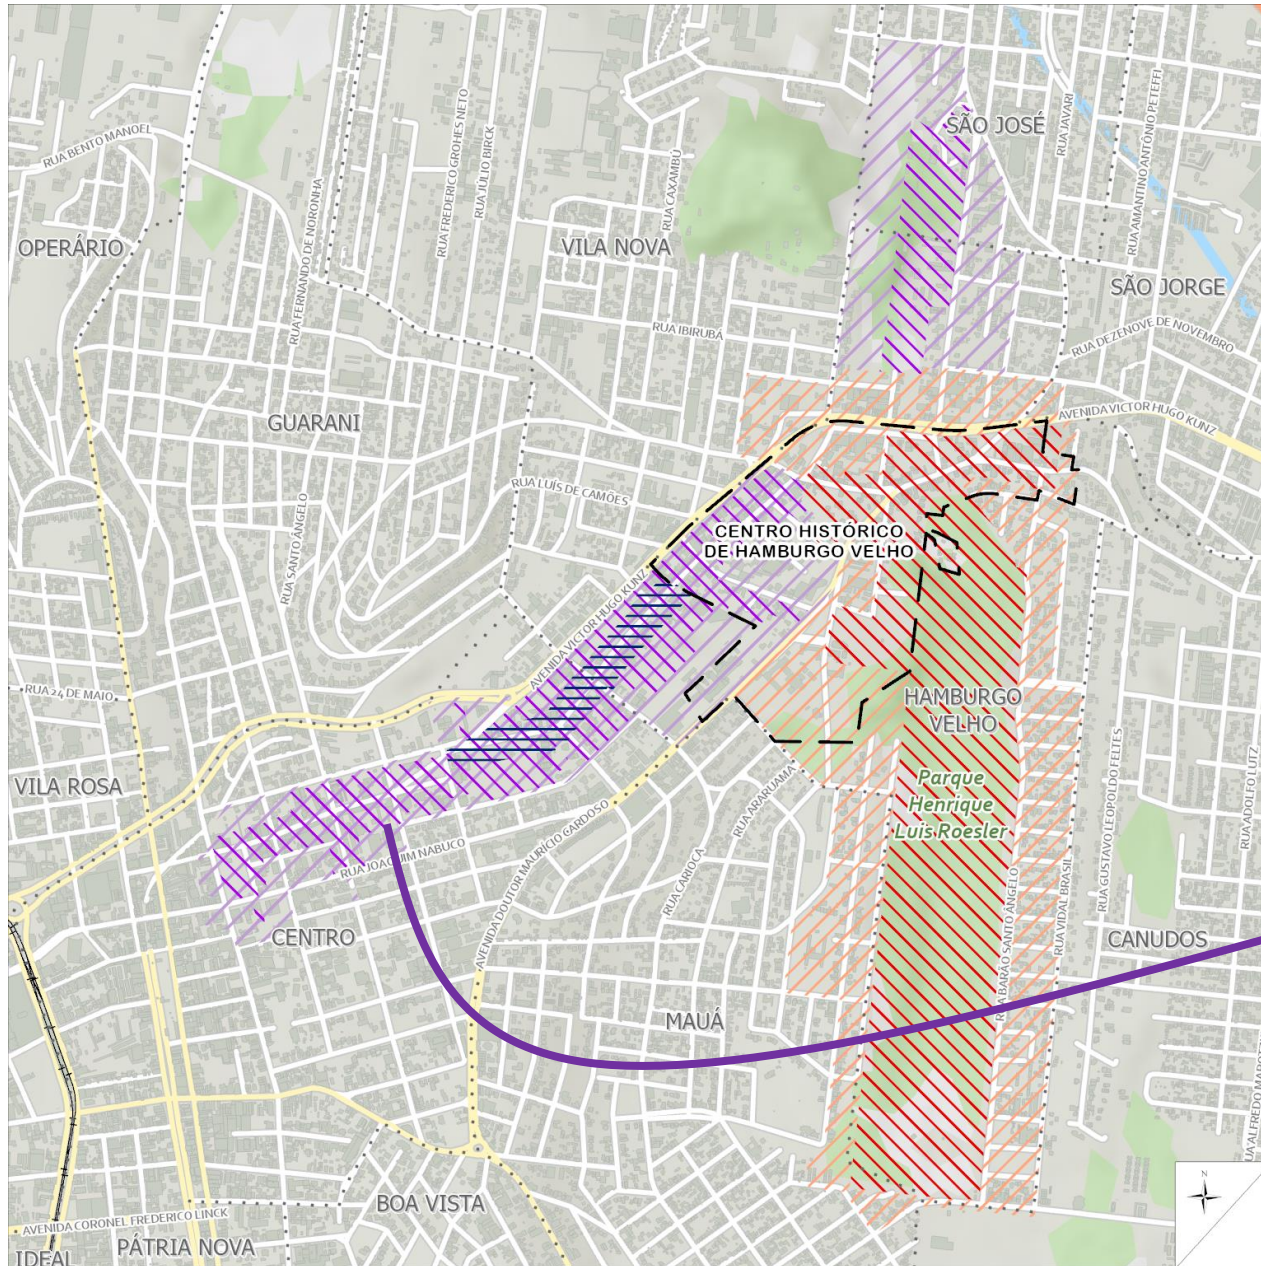 SÃO JOSÉ
RUA JAVARI
RUA AMANTINO ANTÔNIO PETEFFI
RUA BENTO MANOEL
RUA FREDERICO GROHES NETO
RUA JÚLIO BIRCK
RUA CAXAMBÚ
RUA FERNANDO DE NORONHA
OPERÁRIO
VILA NOVA
SÃO JORGE
RUA IBIRUBÁ
RUA DEZENOVE DE NOVEMBRO
GUARANI
AVENIDA VICTOR HUGO KUNZ
RUA LUÍS DE CAMÕES
RUA SANTO ÂNGELO
CENTRO HISTÓRICO
DE HAMBURGO VELHO
AVENIDA VICTOR HUGO KUNZ
RUA 24 DE MAIO
HAMBURGO
VELHO
VILA ROSA
Parque
Henrique
Luis Roesler
RUA GUSTAVO LEOPOLDO FELTES
RUA ADOLFO LUTZ
RUA ARARUAMA
RUA JOAQUIM NABUCO
AVENIDA DOUTOR MAURÍCIO CARDOSO
RUA CARIOCA
RUA BARÃO SANTO ÂNGELO
RUA VIDAL BRASIL
CENTRO
CANUDOS
MAUÁ
N
BOA VISTA
AVENIDA CORONEL FREDERICO LINCK
PÁTRIA NOVA
IDEAL